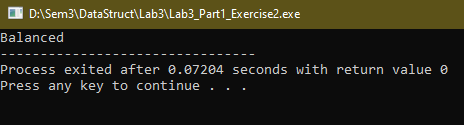 D:\Sem3\DataStruct\Lab3\Lab3_Part1_Exercise2.exe
Balanced
--------------------------------
Process exited after 0.07204 seconds with return value 0
Press any key to continue . . .